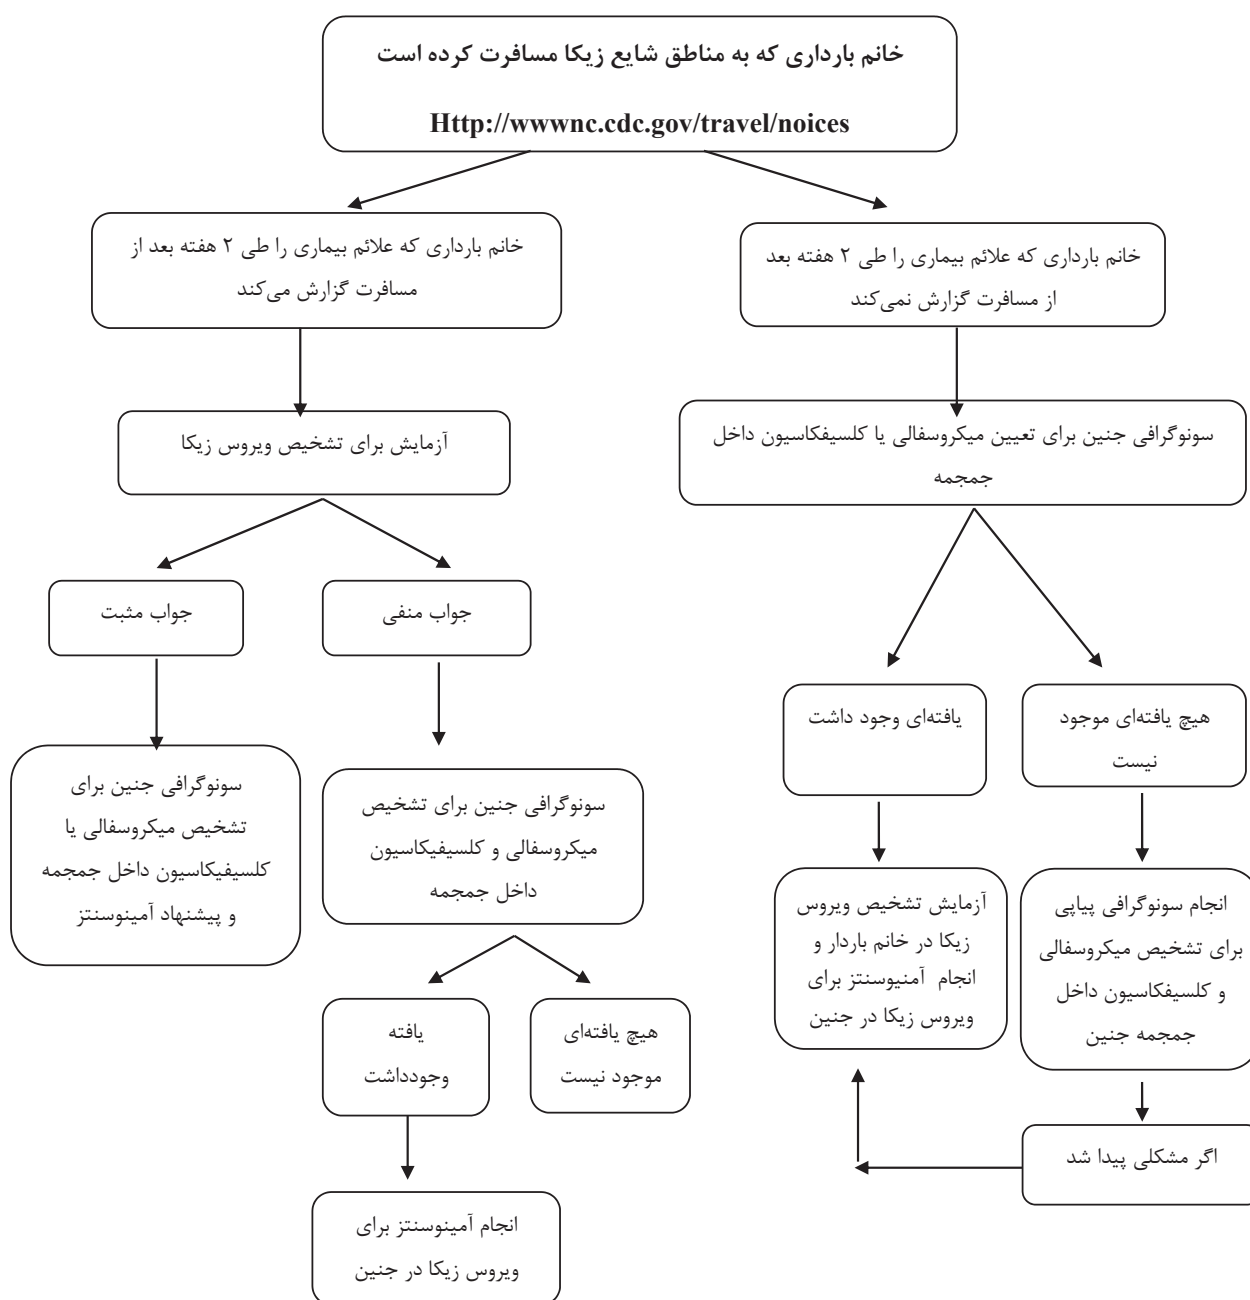 خانم بارداری که به مناطق شایع زیکا مسافرت کرده است
Http://wwwnc.cdc.gov/travel/noices
خانم بارداری که علائم بیماری را طی ۲ هفته بعد
از مسافرت گزارش نمی‌کند
خانم بارداری که علائم بیماری را طی ۲ هفته بعد از
مسافرت گزارش می‌کند
سونوگرافی جنین برای تعیین میکروسفالی یا کلسیفکاسیون داخل
جمجمه
آزمایش برای تشخیص ویروس زیکا
جواب منفی
جواب مثبت
هیچ یافته‌ای موجود
نیست
یافته‌ای وجود داشت
سونوگرافی جنین برای تشخیص
میکروسفالی و کلسیفیکاسیون
داخل جمجمه
سونوگرافی جنین برای
تشخیص میکروسفالی یا
کلسیفیکاسیون داخل جمجمه
و پیشنهاد آمینوسنتز
انجام سونوگرافی پیاپی
برای تشخیص میکروسفالی
و کلسیفکاسیون داخل
جمجمه جنین
آزمایش تشخیص ویروس
زیکا در خانم باردار و
انجام آمنیوسنتز برای
ویروس زیکا در جنین
هیچ یافته‌ای
موجود نیست
یافته
وجودداشت
اگر مشکلی پیدا شد
انجام آمینوسنتز برای
ویروس زیکا در جنین